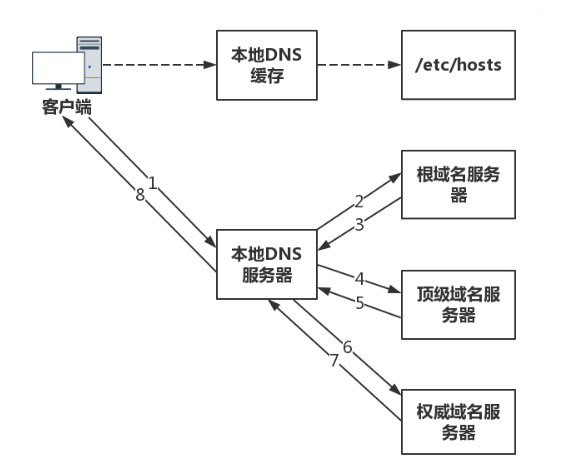 本地DNS
缓存
/etc/hosts
客户端
1
8
根域名服务
器
2
3
本地DNS
服务器
4
5
顶级域名服
务器
6
7
权威域名服
务器